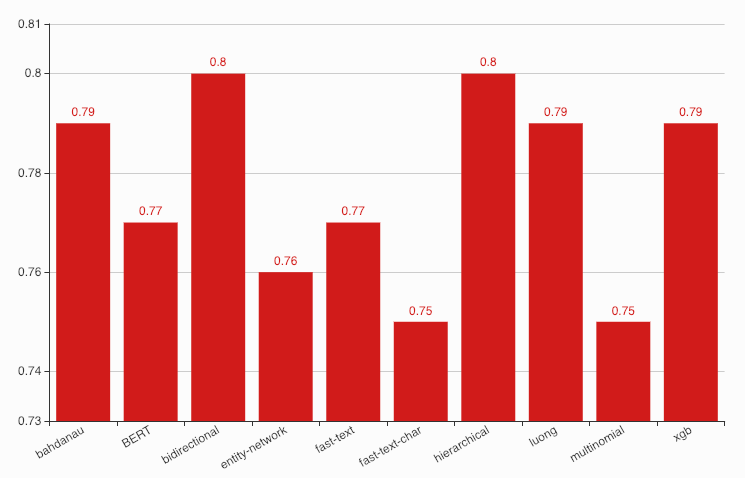 0.81
0.8
0.78
0.76
0.74
0.73
0.79
0.77
0.8
0.76
0.77
0.75
0.8
0.79
0.75
0.79
bahdanau
BERT
bidirectional
entity-network
fast-text
fast-text-char
hierarchical
luong
multinomial
xgb